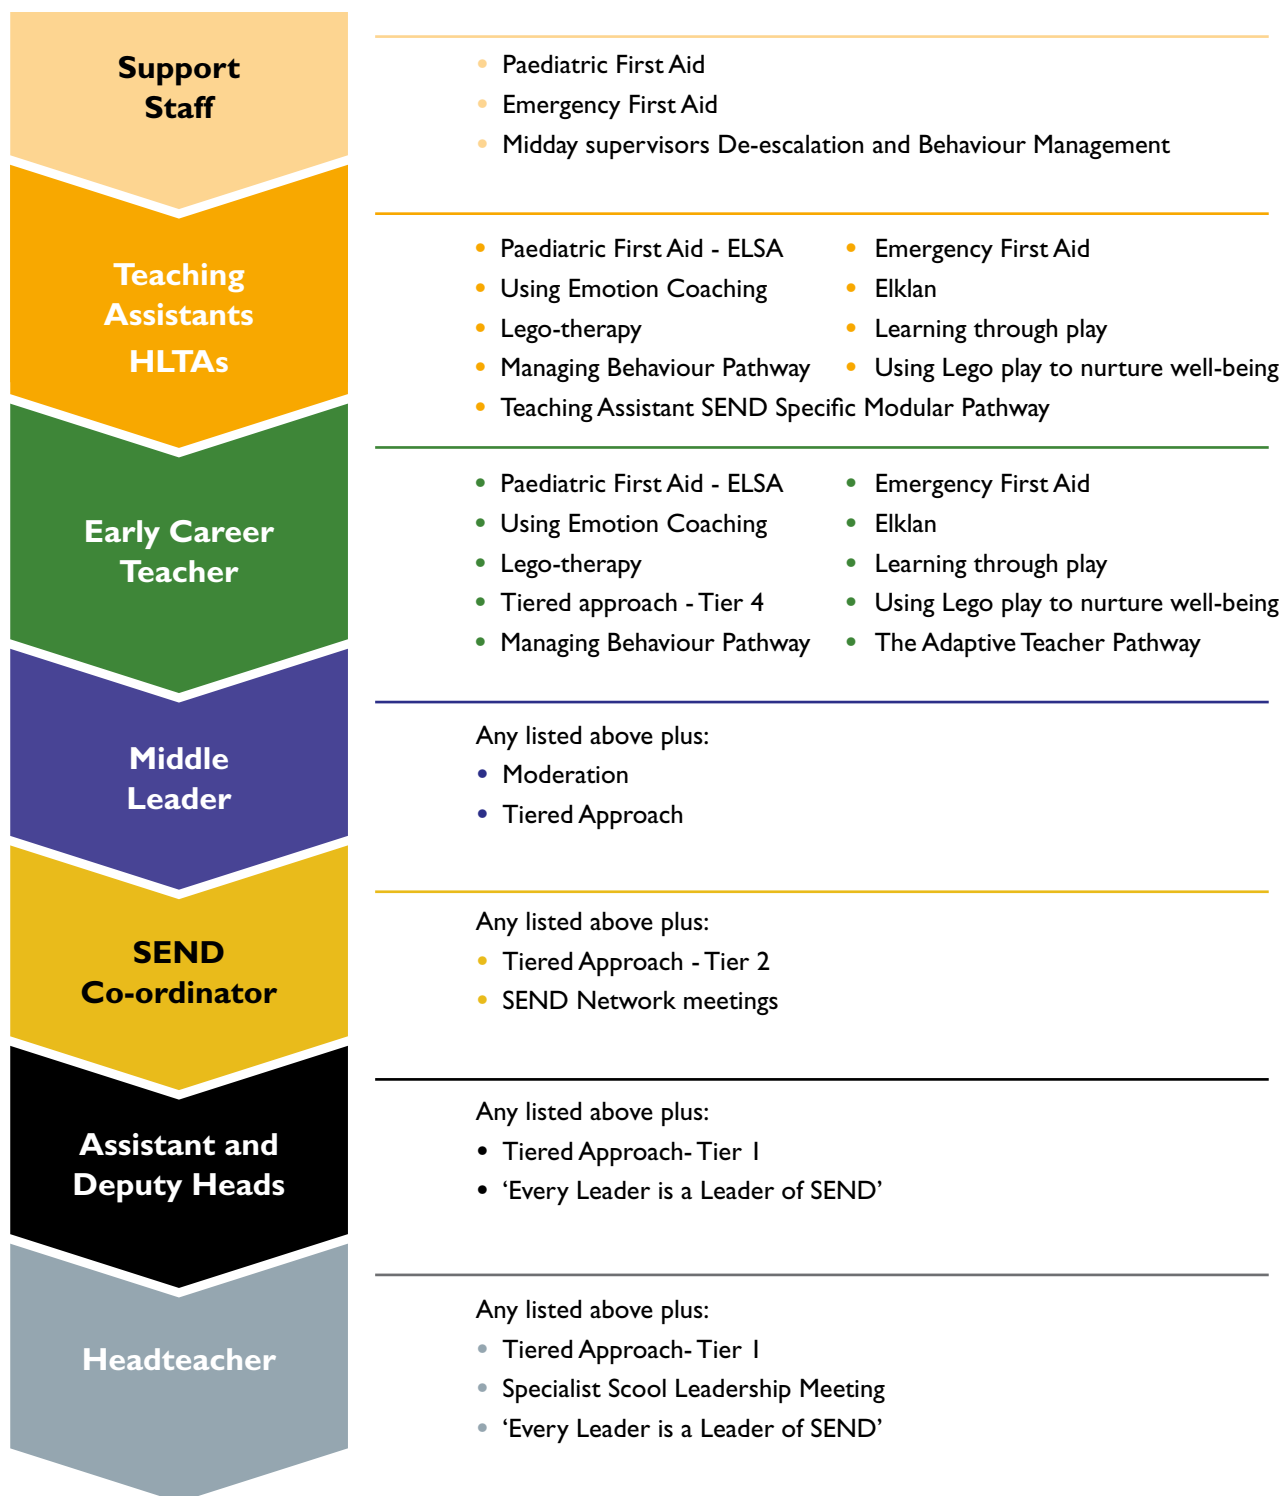 Support
Staff
• Paediatric First Aid
• Emergency First Aid
• Midday supervisors De-escalation and Behaviour Management
Teaching
Assistants
HLTAs
• Paediatric First Aid - ELSA
• Using Emotion Coaching
• Lego-therapy
• Managing Behaviour Pathway
• Teaching Assistant SEND Specific Modular Pathway
• Emergency First Aid
• Elklan
• Learning through play
• Using Lego play to nurture well-being
Early Career
Teacher
• Paediatric First Aid - ELSA
• Using Emotion Coaching
• Lego-therapy
• Tiered approach - Tier 4
• Managing Behaviour Pathway
• Emergency First Aid
• Elklan
• Learning through play
• Using Lego play to nurture well-being
• The Adaptive Teacher Pathway
Middle
Leader
Any listed above plus:
• Moderation
• Tiered Approach
SEND
Co-ordinator
Any listed above plus:
• Tiered Approach - Tier 2
• SEND Network meetings
Assistant and
Deputy Heads
Any listed above plus:
• Tiered Approach- Tier 1
• ‘Every Leader is a Leader of SEND’
Headteacher
Any listed above plus:
• Tiered Approach- Tier 1
• Specialist Scool Leadership Meeting
• ‘Every Leader is a Leader of SEND’